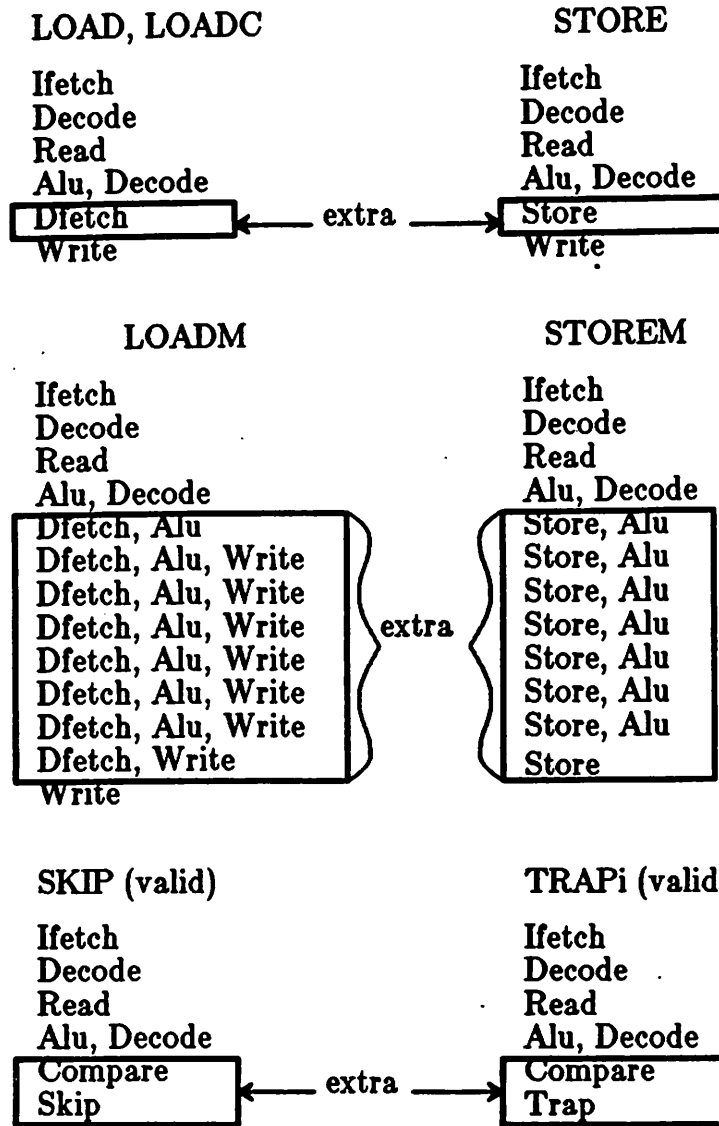 LOAD, LOADC
Ifetch
Decode
Read
Alu, Decode
Dfetch
Write
extra
STORE
Ifetch
Decode
Read
Alu, Decode
Store
Write
LOADM
Ifetch
Decode
Read
Alu, Decode
Dfetch, Alu
Dfetch, Alu, Write
Dfetch, Alu, Write
Dfetch, Alu, Write
Dfetch, Alu, Write
Dfetch, Alu, Write
Dfetch, Alu, Write
Dfetch, Write
Write
extra
STOREM
Ifetch
Decode
Read
Alu, Decode
Store, Alu
Store, Alu
Store, Alu
Store, Alu
Store, Alu
Store, Alu
Store, Alu
Store
SKIP (valid)
Ifetch
Decode
Read
Alu, Decode
Compare
Skip
extra
TRAPi (valid
Ifetch
Decode
Read
Alu, Decode
Compare
Trap